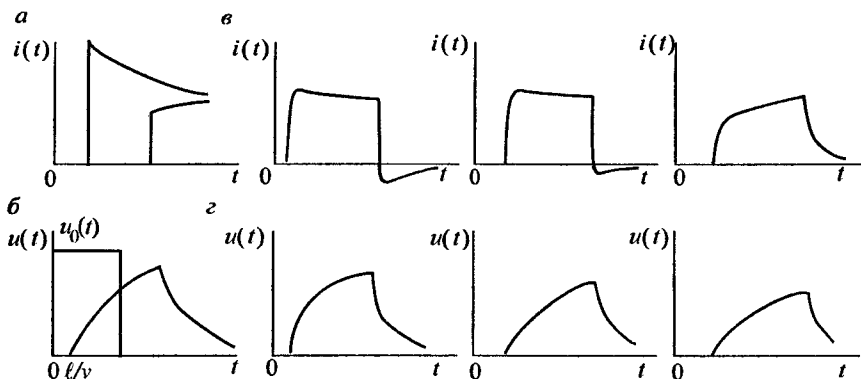 а в
i(t) i(t) i(t) i(t)
0 t 0 t 0 t 0 t
б г
u(t) u₀(t) u(t) u(t) u(t)
0 ℓ/v t 0 t 0 t 0 t